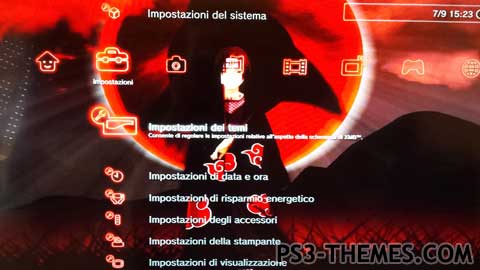 Impostazioni del sistema
7/9 15:23
Impostazioni
Impostazioni dei temi
Consente di regolare le impostazioni relative all'aspetto della schermata di XMB™.
Impostazioni di data e ora
Impostazioni di risparmio energetico
Impostazioni degli accessori
Impostazioni della stampante
Impostazioni di visualizzazione
PS3-THEMES.COM